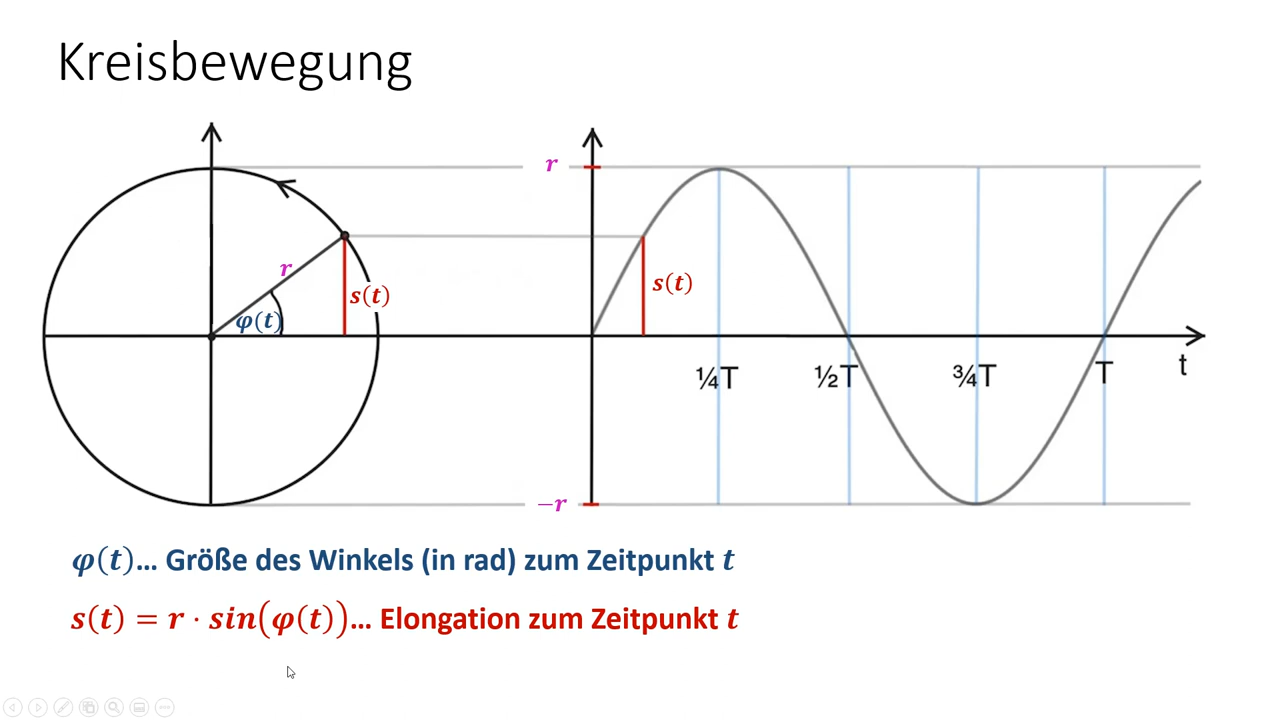 Kreisbewegung
r
r
s(t)
φ(t)
s(t)
¼T
½T
¾T
T
t
−r
φ(t)... Größe des Winkels (in rad) zum Zeitpunkt t
s(t) = r · sin(φ(t))... Elongation zum Zeitpunkt t